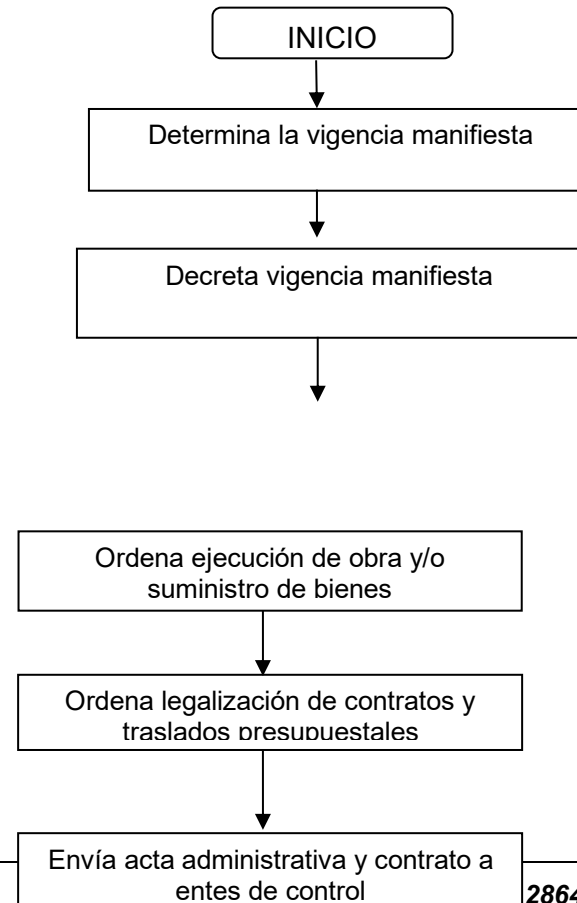 INICIO
Determina la vigencia manifiesta
Decreta vigencia manifiesta
Ordena ejecución de obra y/o
suministro de bienes
Ordena legalización de contratos y
traslados presupuestales
Envía acta administrativa y contrato a
entes de control
2864